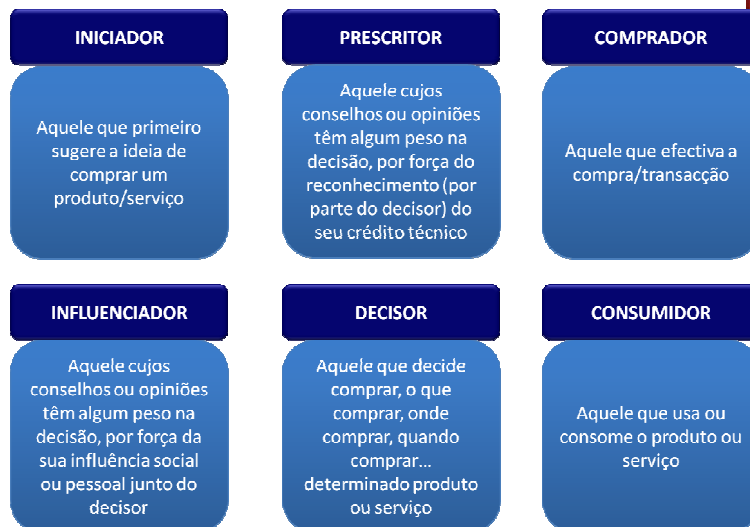 INICIADOR
Aquele que primeiro
sugere a ideia de
comprar um
produto/serviço
PRESCRITOR
Aquele cujos
conselhos ou opiniões
têm algum peso na
decisão, por força do
reconhecimento (por
parte do decisor) do
seu crédito técnico
COMPRADOR
Aquele que efectiva a
compra/transacção
INFLUENCIADOR
Aquele cujos
conselhos ou opiniões
têm algum peso na
decisão, por força da
sua influência social
ou pessoal junto do
decisor
DECISOR
Aquele que decide
comprar, o que
comprar, onde
comprar, quando
comprar...
determinado produto
ou serviço
CONSUMIDOR
Aquele que usa ou
consome o produto ou
serviço